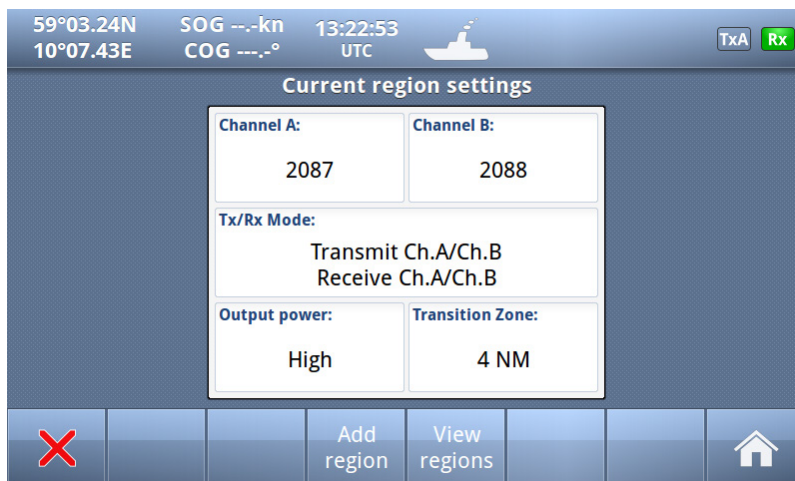 59°03.24N SOG --.-kn 13:22:53
10°07.43E COG ---.-° UTC
TxA Rx
Current region settings
Channel A: Channel B:
2087 2088
Tx/Rx Mode:
Transmit Ch.A/Ch.B
Receive Ch.A/Ch.B
Output power: Transition Zone:
High 4 NM
Add View
region regions